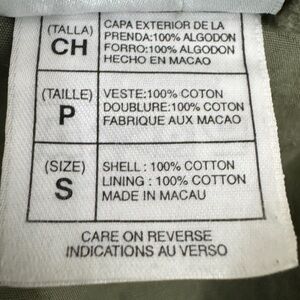 (TALLA)
CH
CAPA EXTERIOR DE LA
PRENDA:100% ALGODON
FORRO:100% ALGODON
HECHO EN MACAO
(TAILLE)
P
VESTE:100% COTON
DOUBLURE:100% COTON
FABRIQUE AUX MACAO
(SIZE)
S
SHELL : 100% COTTON
LINING : 100% COTTON
MADE IN MACAU
CARE ON REVERSE
INDICATIONS AU VERSO